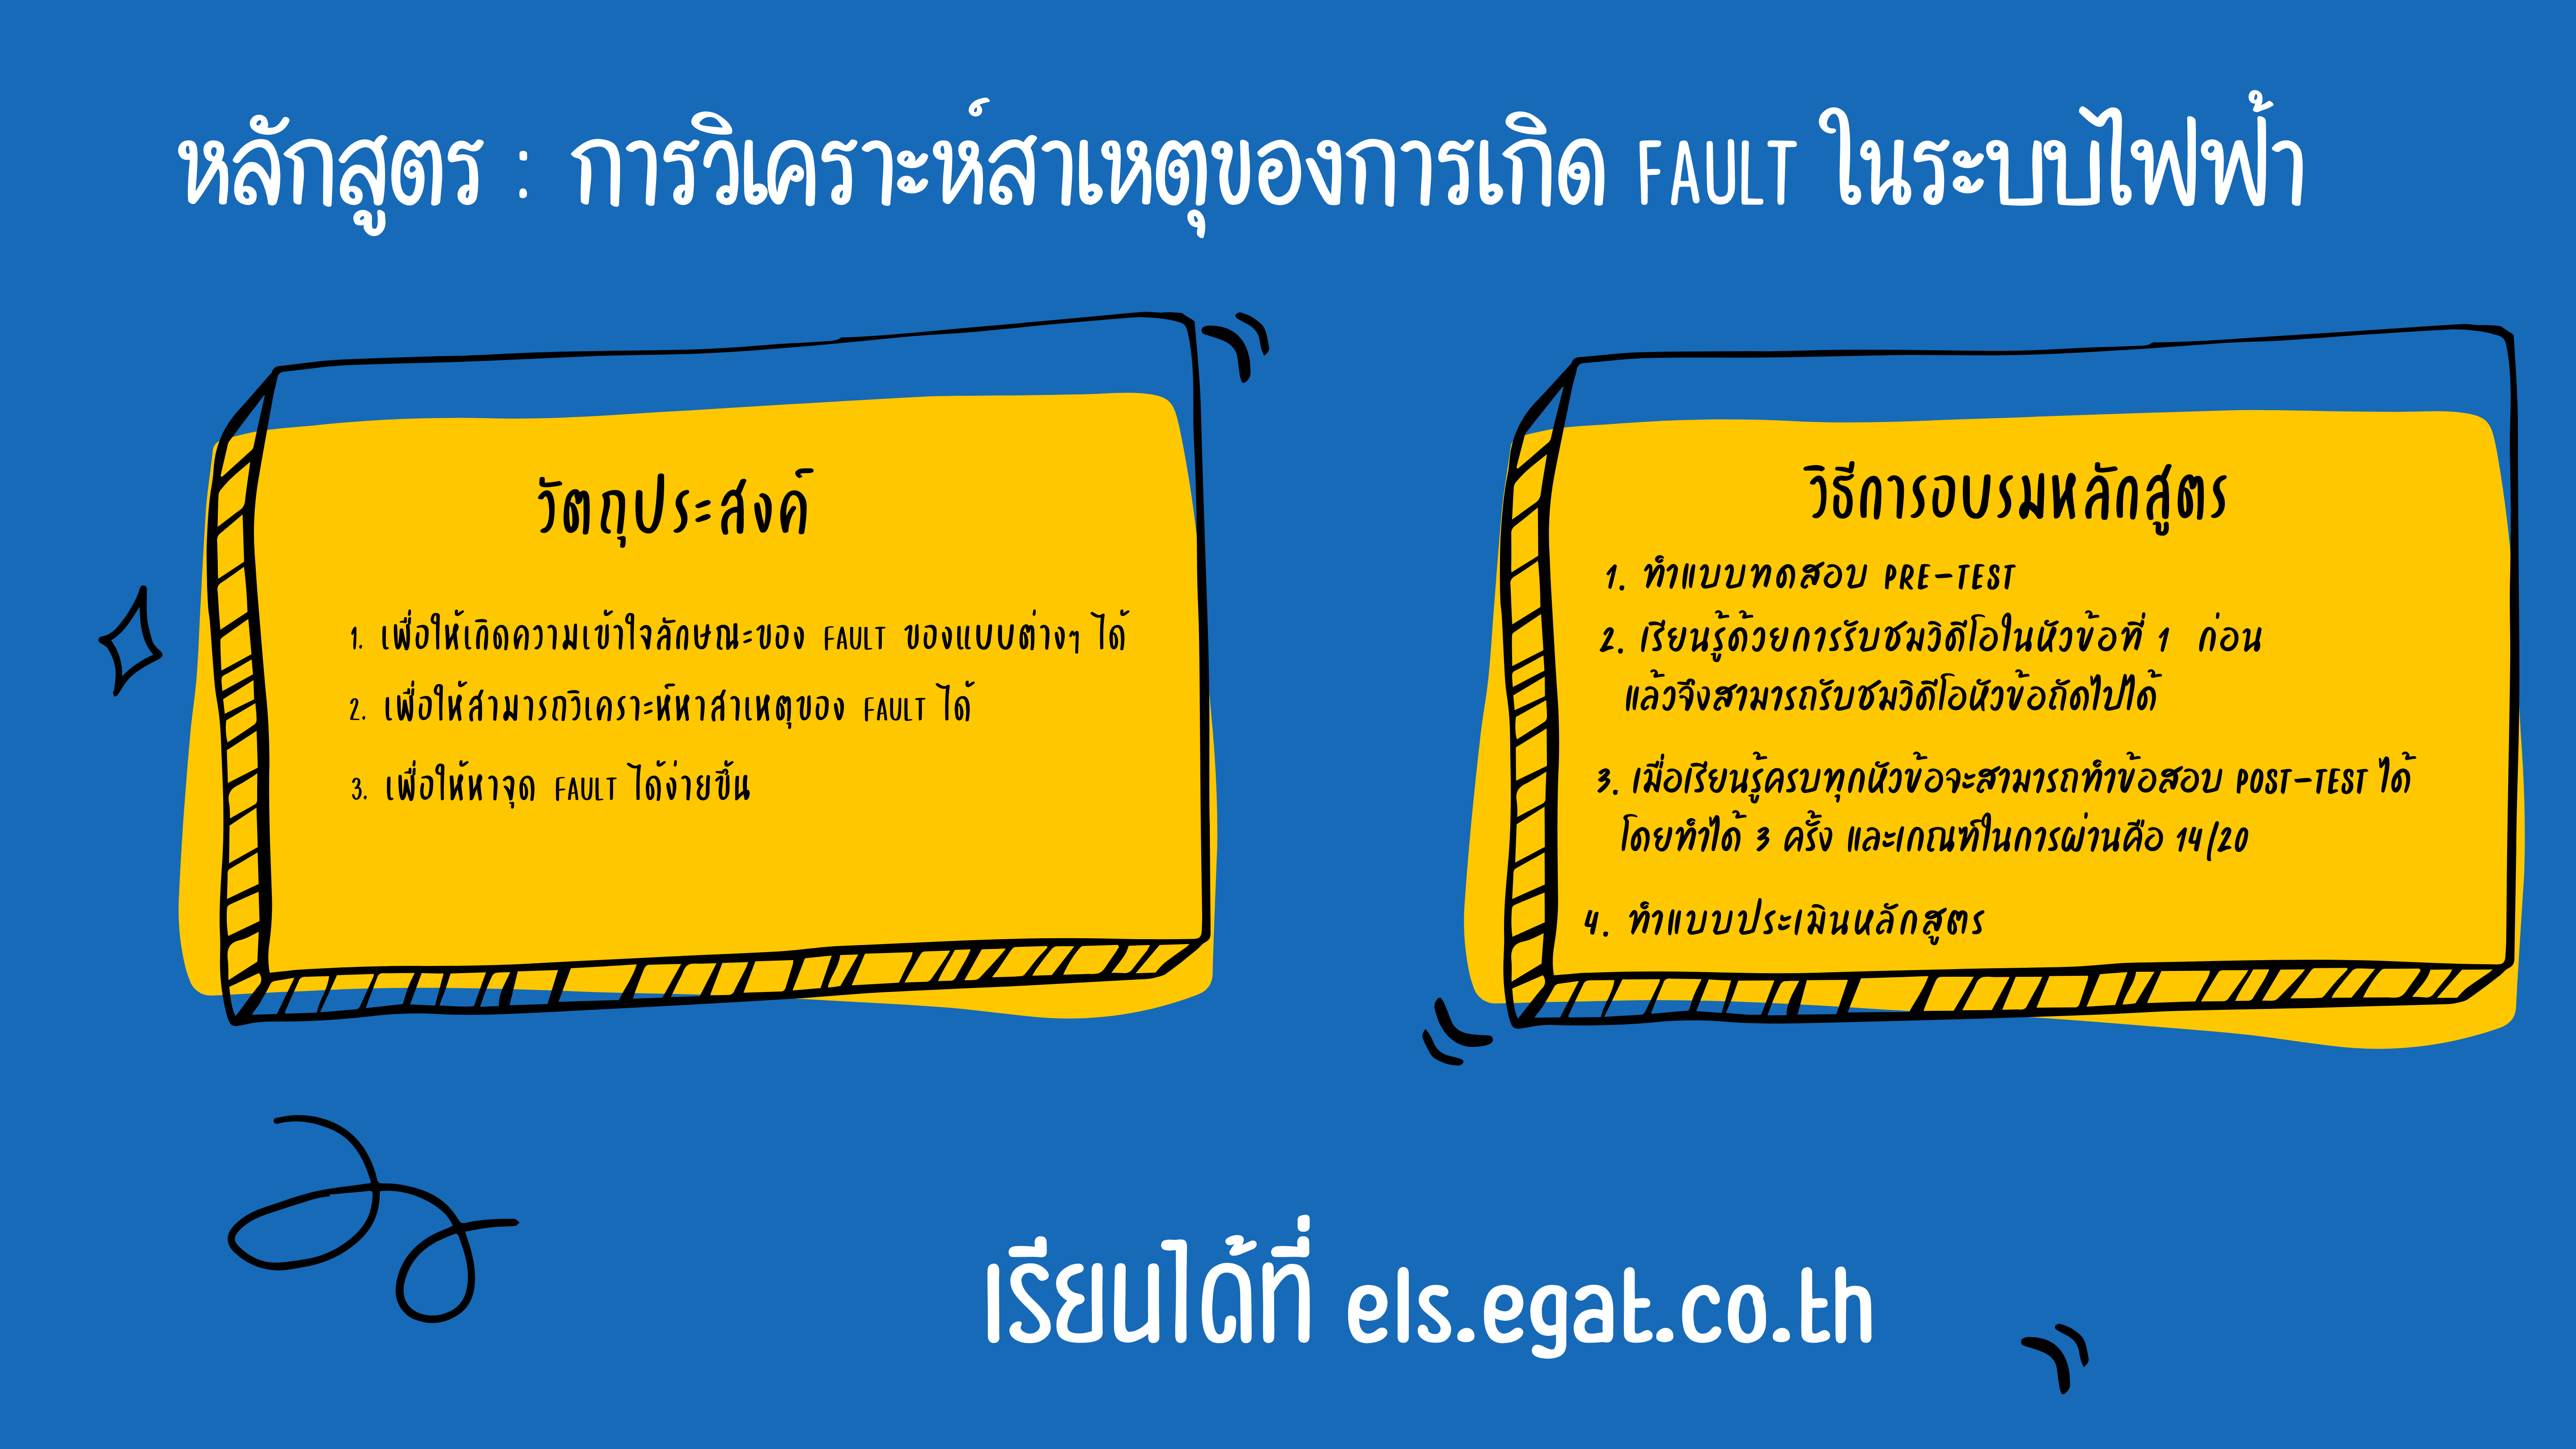 หลักสูตร : การวิเคราะห์สาเหตุของการเกิด FAULT ในระบบไฟฟ้า
วัตถุประสงค์
1. เพื่อให้เกิดความเข้าใจลักษณะของ FAULT ของแบบต่างๆ ได้
2. เพื่อให้สามารถวิเคราะห์หาสาเหตุของ FAULT ได้
3. เพื่อให้หาจุด FAULT ได้ง่ายขึ้น
วิธีการอบรมหลักสูตร
1. ทำแบบทดสอบ PRE-TEST
2. เรียนรู้ด้วยการรับชมวิดีโอในหัวข้อที่ 1 ก่อน
แล้วจึงสามารถรับชมวิดีโอหัวข้อถัดไปได้
3. เมื่อเรียนรู้ครบทุกหัวข้อจะสามารถทำข้อสอบ POST-TEST ได้
โดยทำได้ 3 ครั้ง และเกณฑ์ในการผ่านคือ 14/20
4. ทำแบบประเมินหลักสูตร
เรียนได้ที่ els.egat.co.th